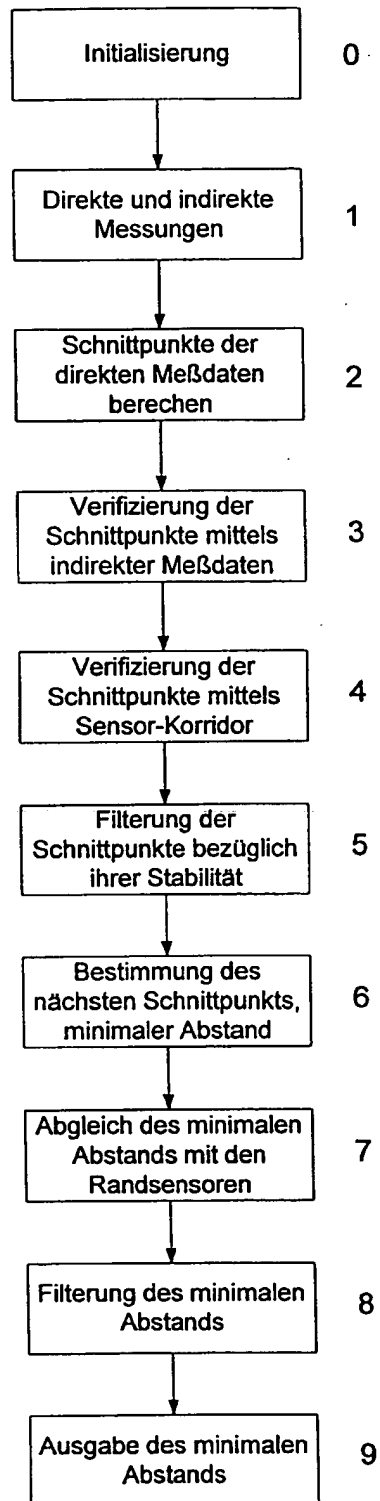 Initialisierung
0
Direkte und indirekte
Messungen
1
Schnittpunkte der
direkten Meßdaten
berechen
2
Verifizierung der
Schnittpunkte mittels
indirekter Meßdaten
3
Verifizierung der
Schnittpunkte mittels
Sensor-Korridor
4
Filterung der
Schnittpunkte bezüglich
ihrer Stabilität
5
Bestimmung des
nächsten Schnittpunkts,
minimaler Abstand
6
Abgleich des minimalen
Abstands mit den
Randsensoren
7
Filterung des minimalen
Abstands
8
Ausgabe des minimalen
Abstands
9